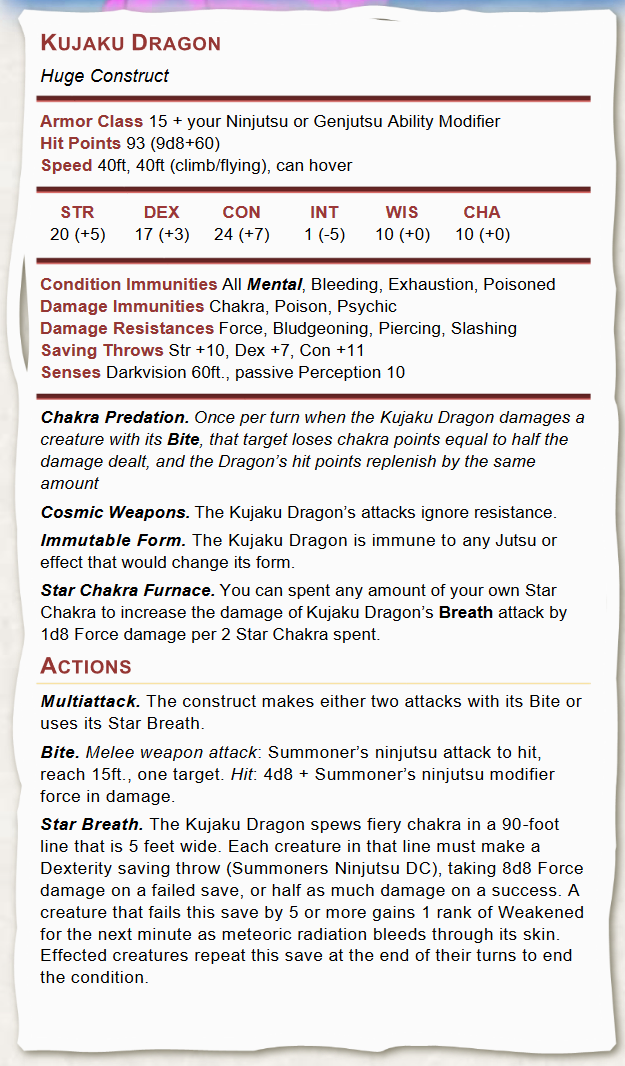 KUJAKU DRAGON
Huge Construct
Armor Class 15 + your Ninjutsu or Genjutsu Ability Modifier
Hit Points 93 (9d8+60)
Speed 40ft, 40ft (climb/flying), can hover
STR DEX CON INT WIS CHA
20 (+5) 17 (+3) 24 (+7) 1 (-5) 10 (+0) 10 (+0)
Condition Immunities All Mental, Bleeding, Exhaustion, Poisoned
Damage Immunities Chakra, Poison, Psychic
Damage Resistances Force, Bludgeoning, Piercing, Slashing
Saving Throws Str +10, Dex +7, Con +11
Senses Darkvision 60ft., passive Perception 10
Chakra Predation. Once per turn when the Kujaku Dragon damages a
creature with its Bite, that target loses chakra points equal to half the
damage dealt, and the Dragon's hit points replenish by the same
amount
Cosmic Weapons. The Kujaku Dragon's attacks ignore resistance.
Immutable Form. The Kujaku Dragon is immune to any Jutsu or
effect that would change its form.
Star Chakra Furnace. You can spent any amount of your own Star
Chakra to increase the damage of Kujaku Dragon's Breath attack by
1d8 Force damage per 2 Star Chakra spent.
ACTIONS
Multiattack. The construct makes either two attacks with its Bite or
uses its Star Breath.
Bite. Melee weapon attack: Summoner's ninjutsu attack to hit,
reach 15ft., one target. Hit: 4d8 + Summoner's ninjutsu modifier
force in damage.
Star Breath. The Kujaku Dragon spews fiery chakra in a 90-foot
line that is 5 feet wide. Each creature in that line must make a
Dexterity saving throw (Summoners Ninjutsu DC), taking 8d8 Force
damage on a failed save, or half as much damage on a success. A
creature that fails this save by 5 or more gains 1 rank of Weakened
for the next minute as meteoric radiation bleeds through its skin.
Effected creatures repeat this save at the end of their turns to end
the condition.